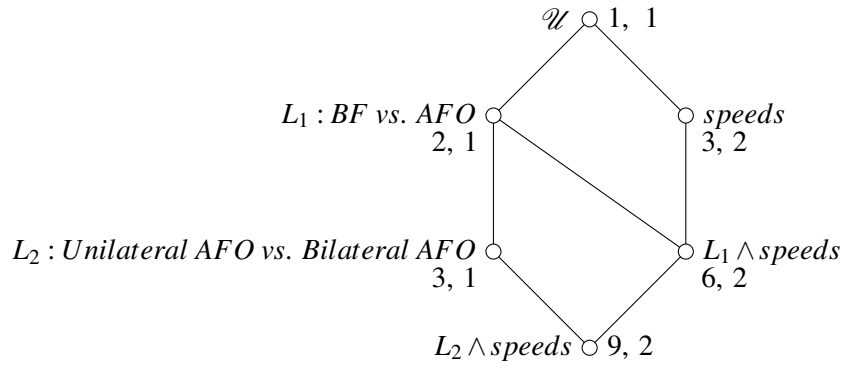 𝒰 1, 1
L₁ : BF vs. AFO
2, 1
speeds
3, 2
L₂ : Unilateral AFO vs. Bilateral AFO
3, 1
L₁ ∧ speeds
6, 2
L₂ ∧ speeds 9, 2